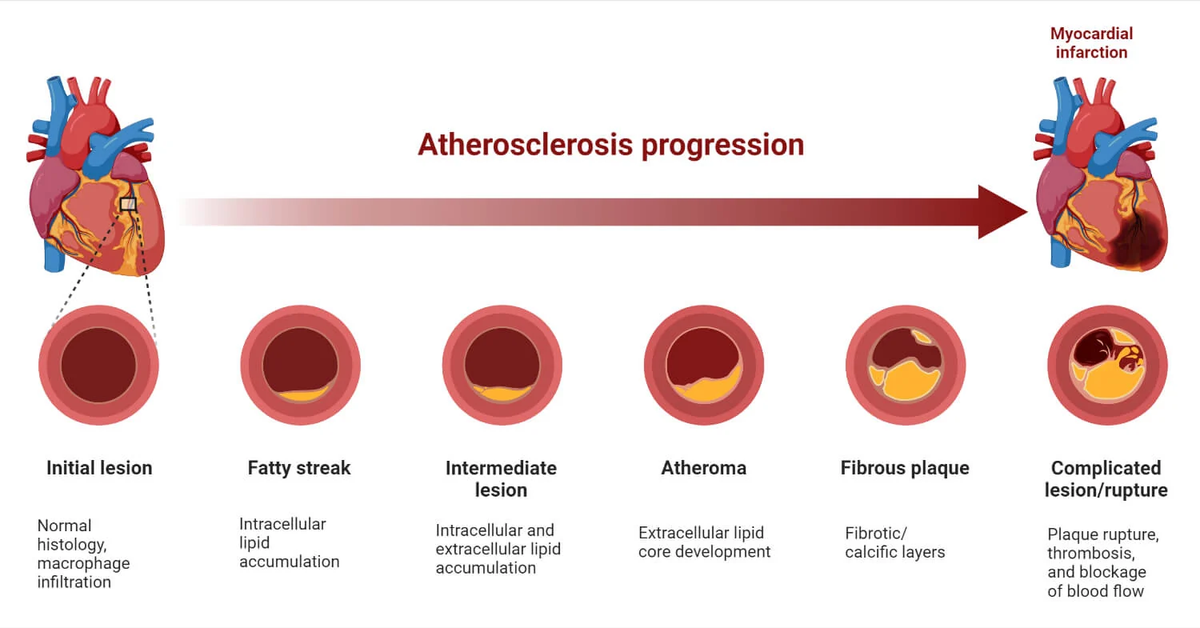 Myocardial
infarction
Atherosclerosis progression
Initial lesion
Normal
histology,
macrophage
infiltration
Fatty streak
Intracellular
lipid
accumulation
Intermediate
lesion
Intracellular and
extracellular lipid
accumulation
Atheroma
Extracellular lipid
core development
Fibrous plaque
Fibrotic/
calcific layers
Complicated
lesion/rupture
Plaque rupture,
thrombosis,
and blockage
of blood flow